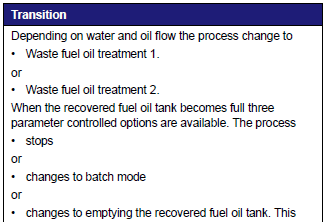 Transition
Depending on water and oil flow the process change to
• Waste fuel oil treatment 1.
or
• Waste fuel oil treatment 2.
When the recovered fuel oil tank becomes full three
parameter controlled options are available. The process
• stops
or
• changes to batch mode
or
• changes to emptying the recovered fuel oil tank. This